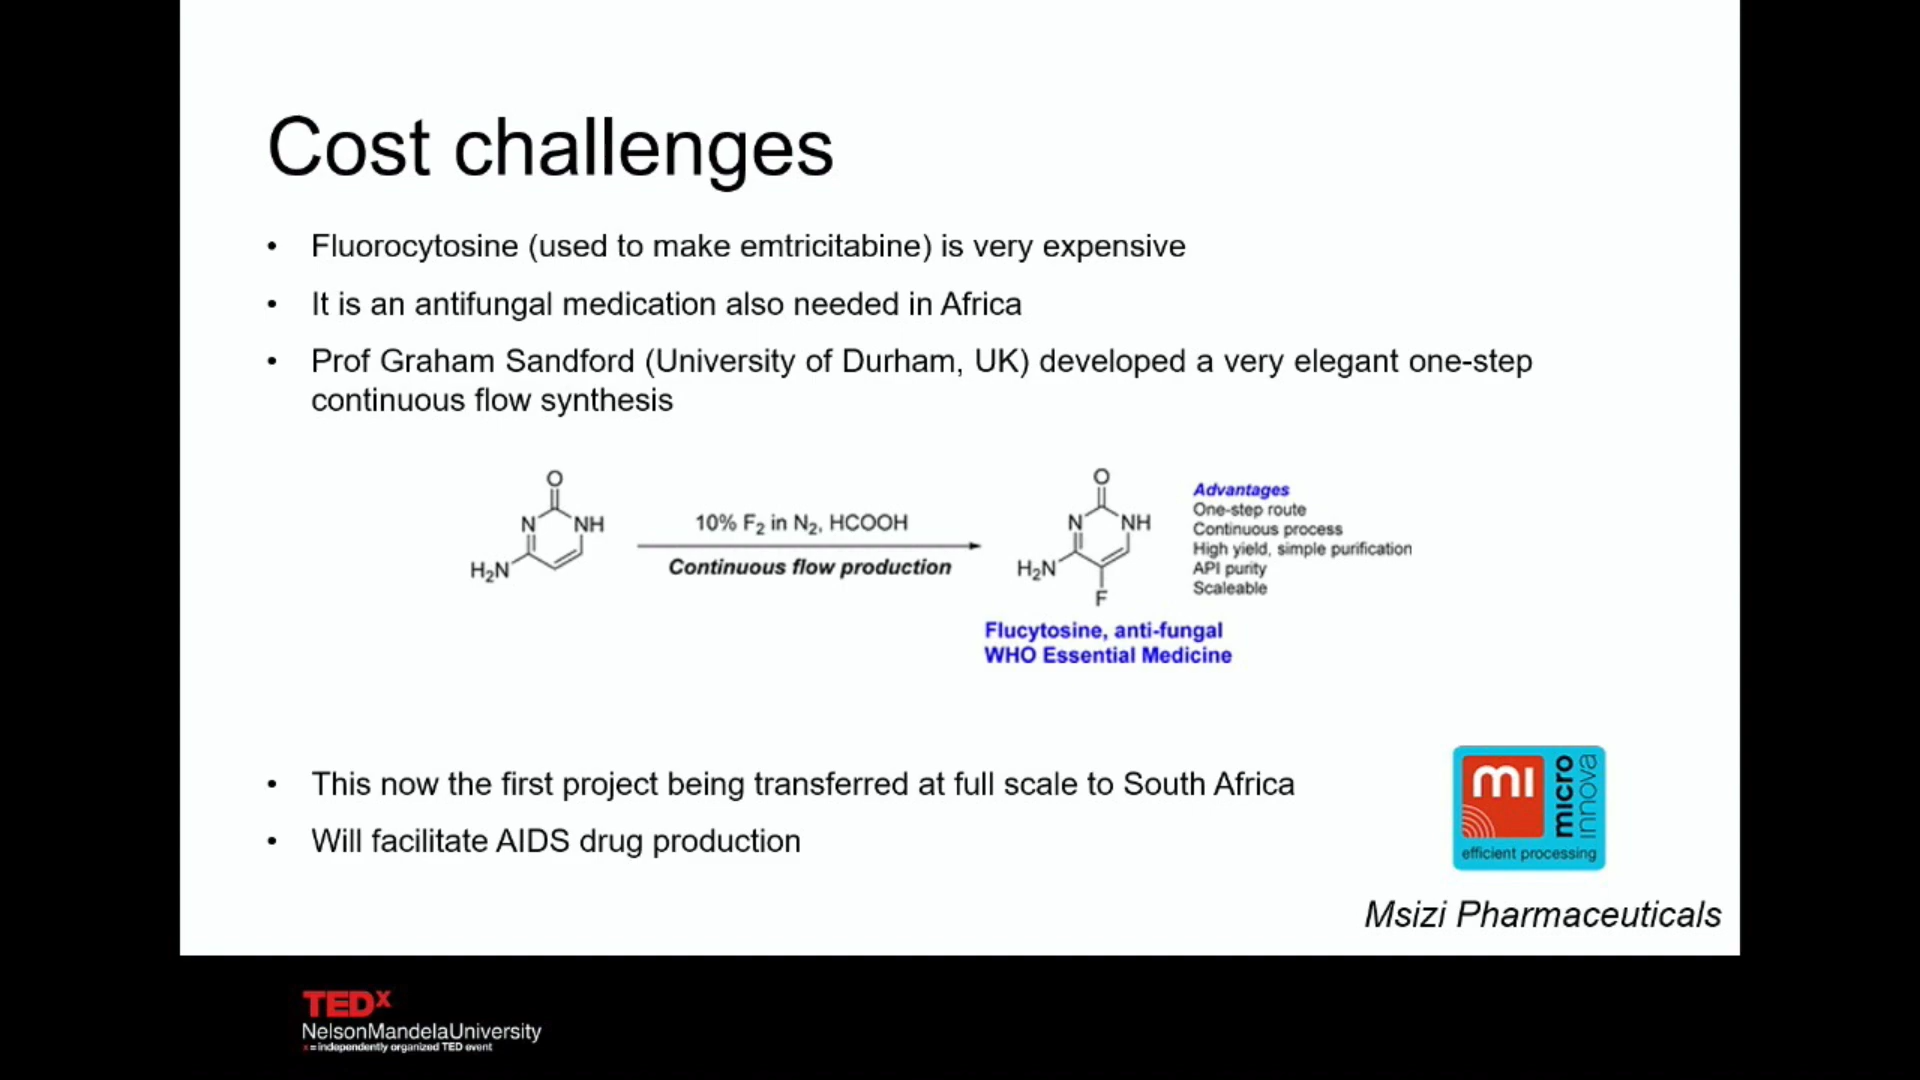 Cost challenges
• Fluorocytosine (used to make emtricitabine) is very expensive
• It is an antifungal medication also needed in Africa
• Prof Graham Sandford (University of Durham, UK) developed a very elegant one-step
continuous flow synthesis
O
N
NH
H₂N
10% F₂ in N₂, HCOOH
Continuous flow production
O
N
NH
H₂N
F
Flucytosine, anti-fungal
WHO Essential Medicine
Advantages
One-step route
Continuous process
High yield, simple purification
API purity
Scaleable
• This now the first project being transferred at full scale to South Africa
• Will facilitate AIDS drug production
mi
micro
innova
efficient processing
Msizi Pharmaceuticals
TEDx
NelsonMandelaUniversity
x = independently organized TED event